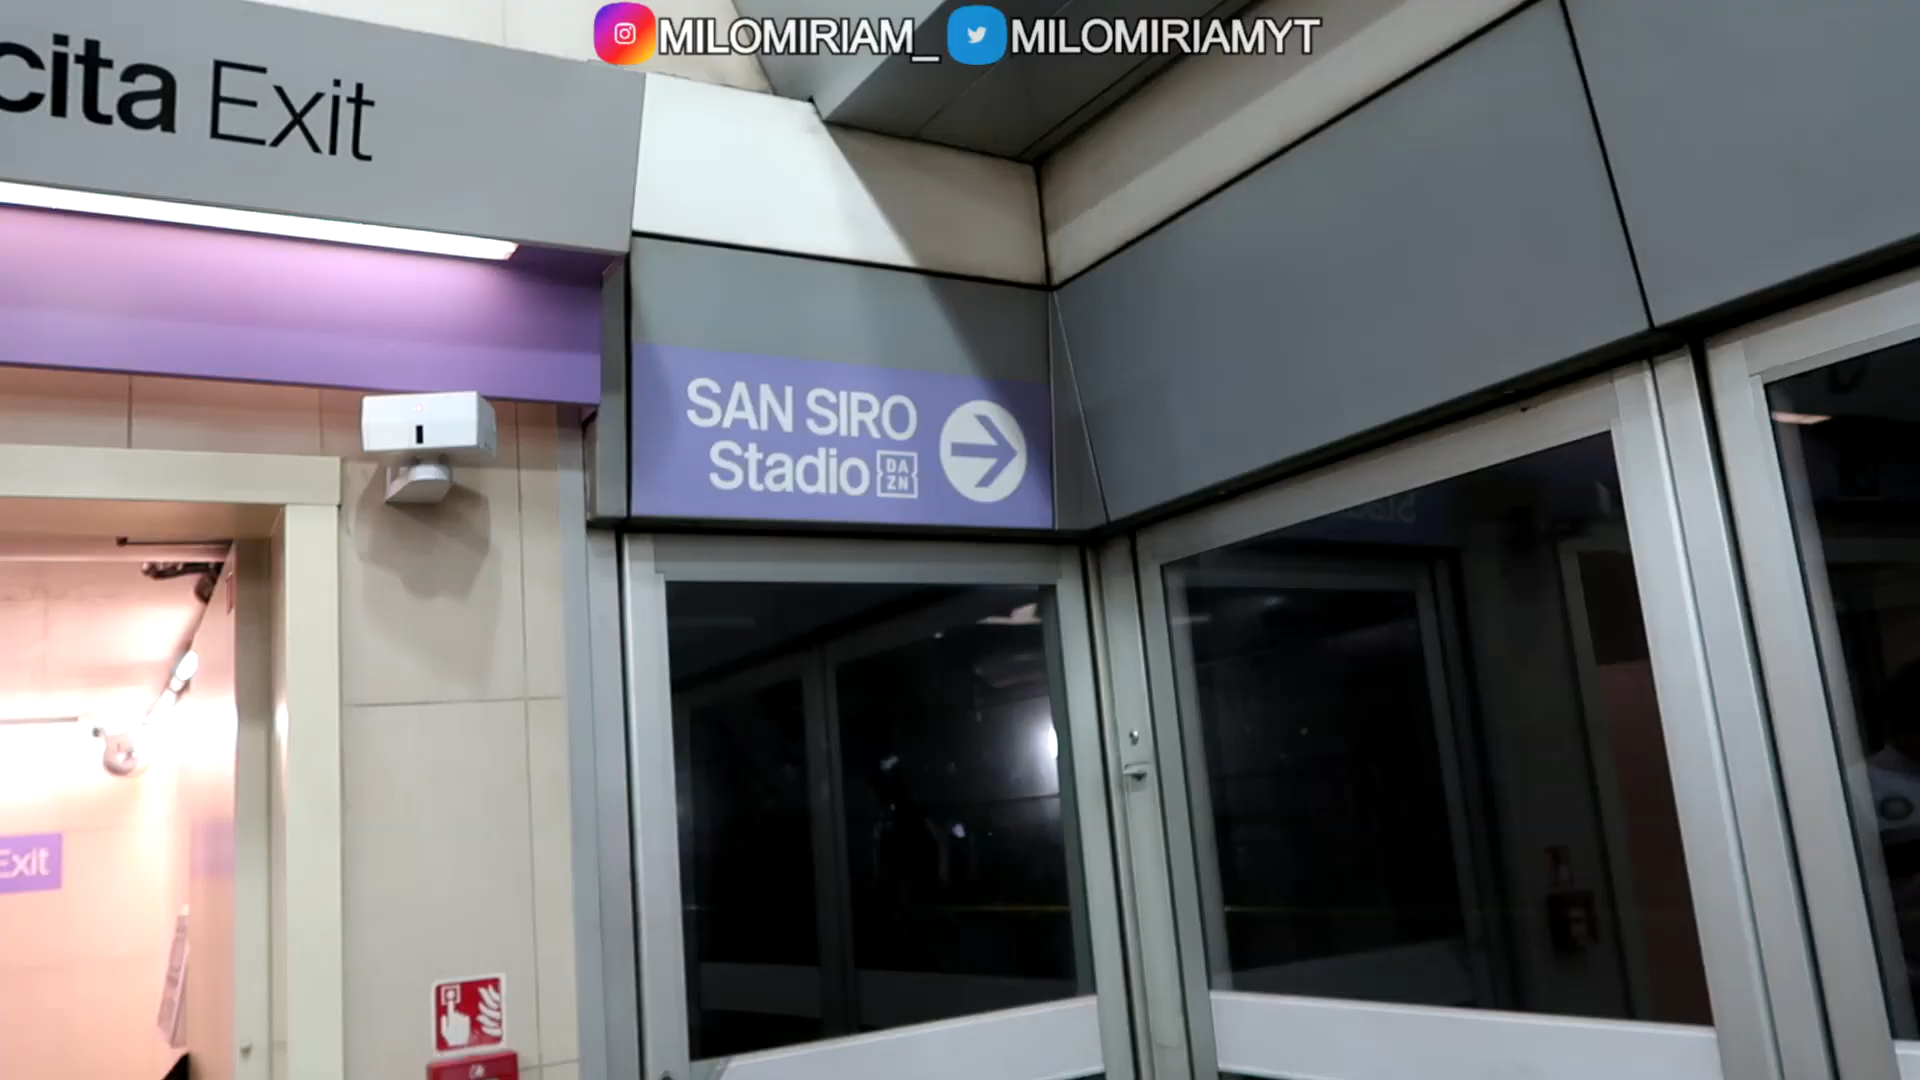 MILOMIRIAM_ MILOMIRIAMYT
cita Exit
SAN SIRO
Stadio DA
ZN
Exit